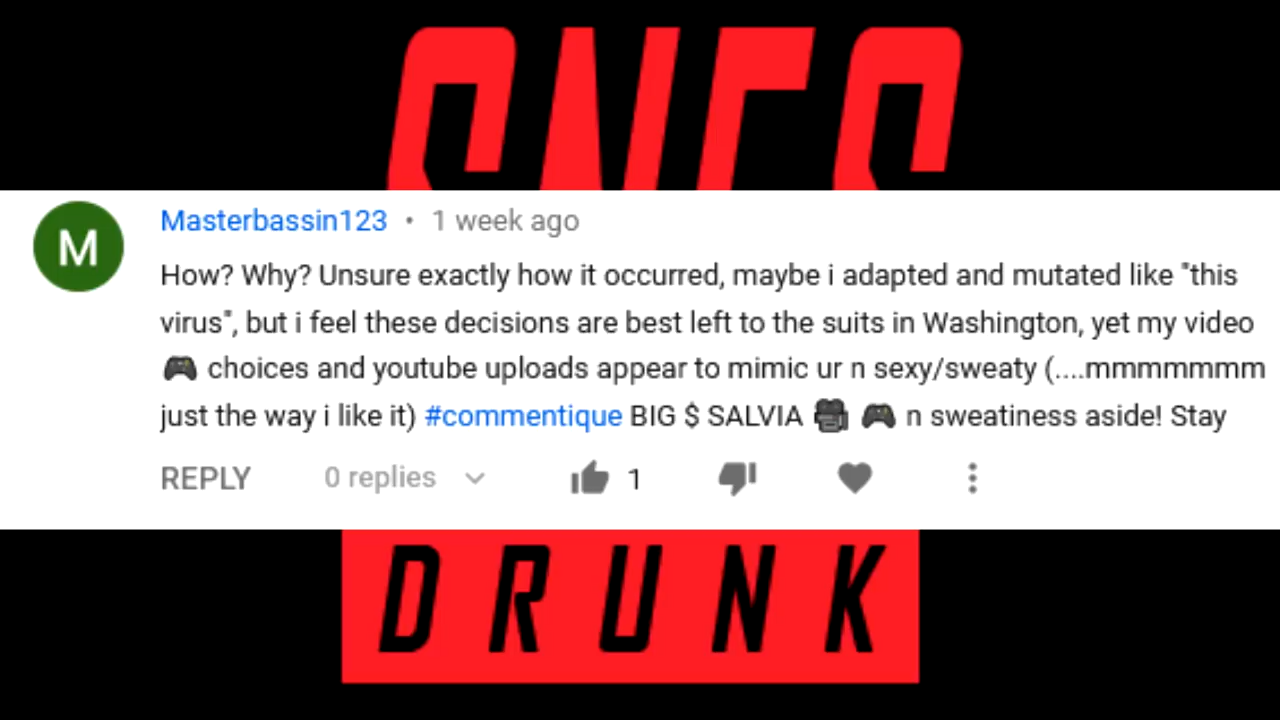 SNES
Masterbassin123 • 1 week ago
M
How? Why? Unsure exactly how it occurred, maybe i adapted and mutated like "this
virus", but i feel these decisions are best left to the suits in Washington, yet my video
🎮 choices and youtube uploads appear to mimic ur n sexy/sweaty (....mmmmmmm
just the way i like it) #commentique BIG $ SALVIA 🎥 🎮 n sweatiness aside! Stay
REPLY 0 replies 1
DRUNK